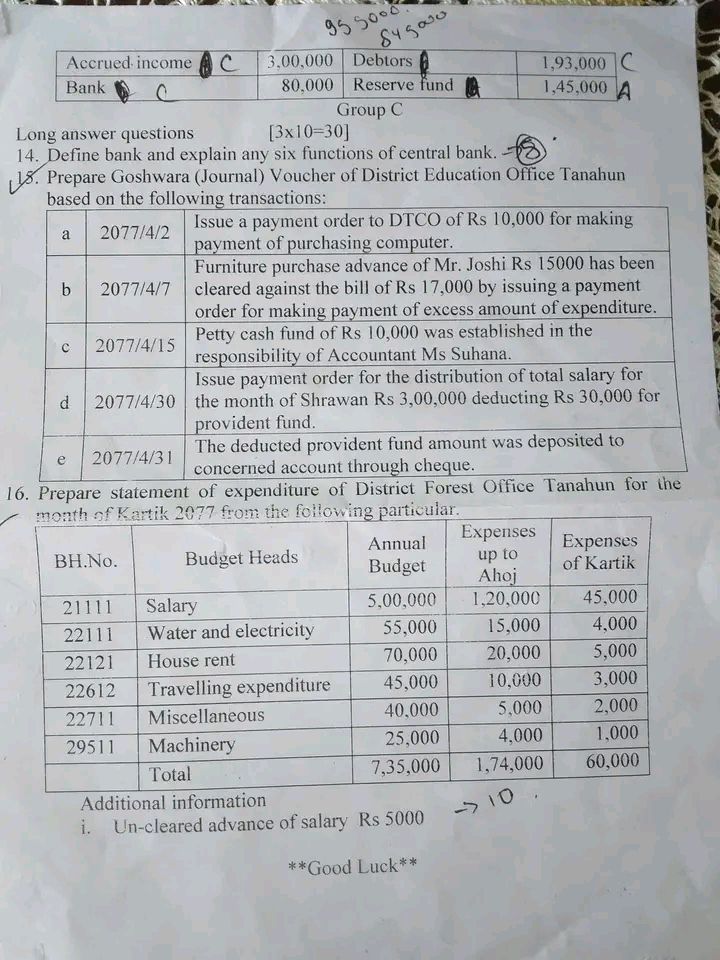 955000.
845000
Accrued income C 3,00,000 Debtors 1,93,000 C
Bank C 80,000 Reserve fund 1,45,000 A
Group C
Long answer questions [3x10=30]
14. Define bank and explain any six functions of central bank.
15. Prepare Goshwara (Journal) Voucher of District Education Office Tanahun
based on the following transactions:
a 2077/4/2 Issue a payment order to DTCO of Rs 10,000 for making
payment of purchasing computer.
b 2077/4/7 Furniture purchase advance of Mr. Joshi Rs 15000 has been
cleared against the bill of Rs 17,000 by issuing a payment
order for making payment of excess amount of expenditure.
c 2077/4/15 Petty cash fund of Rs 10,000 was established in the
responsibility of Accountant Ms Suhana.
d 2077/4/30 Issue payment order for the distribution of total salary for
the month of Shrawan Rs 3,00,000 deducting Rs 30,000 for
provident fund.
e 2077/4/31 The deducted provident fund amount was deposited to
concerned account through cheque.
16. Prepare statement of expenditure of District Forest Office Tanahun for the
month of Kartik 2077 from the following particular.
BH.No. Budget Heads Annual Budget Expenses up to Ahoj Expenses of Kartik
21111 Salary 5,00,000 1,20,000 45,000
22111 Water and electricity 55,000 15,000 4,000
22121 House rent 70,000 20,000 5,000
22612 Travelling expenditure 45,000 10,000 3,000
22711 Miscellaneous 40,000 5,000 2,000
29511 Machinery 25,000 4,000 1,000
Total 7,35,000 1,74,000 60,000
Additional information
i. Un-cleared advance of salary Rs 5000 → 10
**Good Luck**